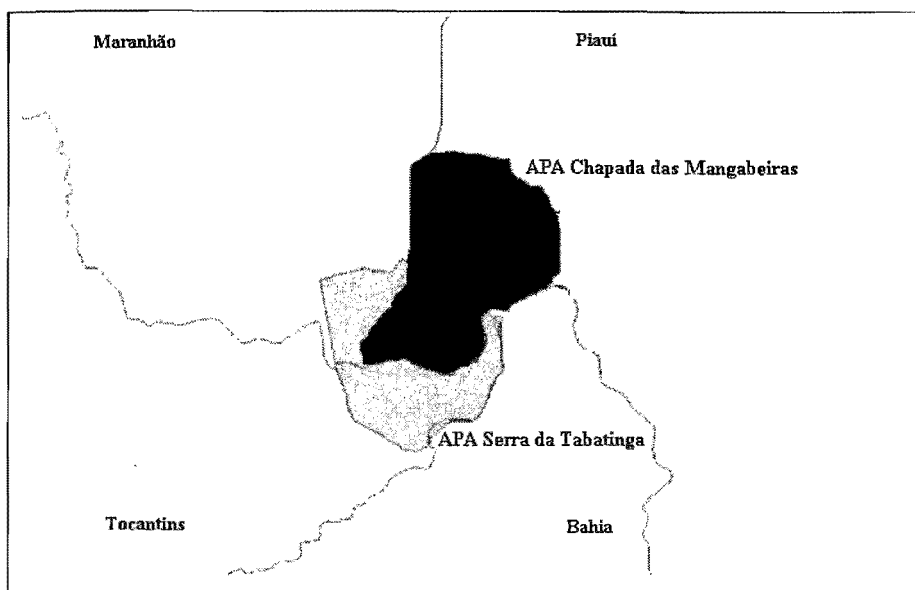 Maranhão
Piauí
APA Chapada das Mangabeiras
APA Serra da Tabatinga
Tocantins
Bahia